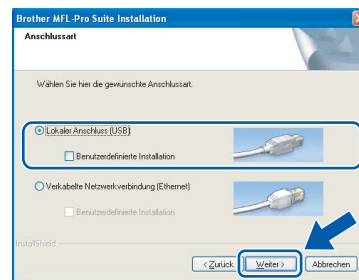 Brother MFL-Pro Suite Installation
Anschlussart
Wählen Sie hier die gewünschte Anschlussart.
Lokaler Anschluss (USB)
Benutzerdefinierte Installation
Verkabelte Netzwerkverbindung (Ethernet)
Benutzerdefinierte Installation
InstallShield
< Zurück Weiter > Abbrechen